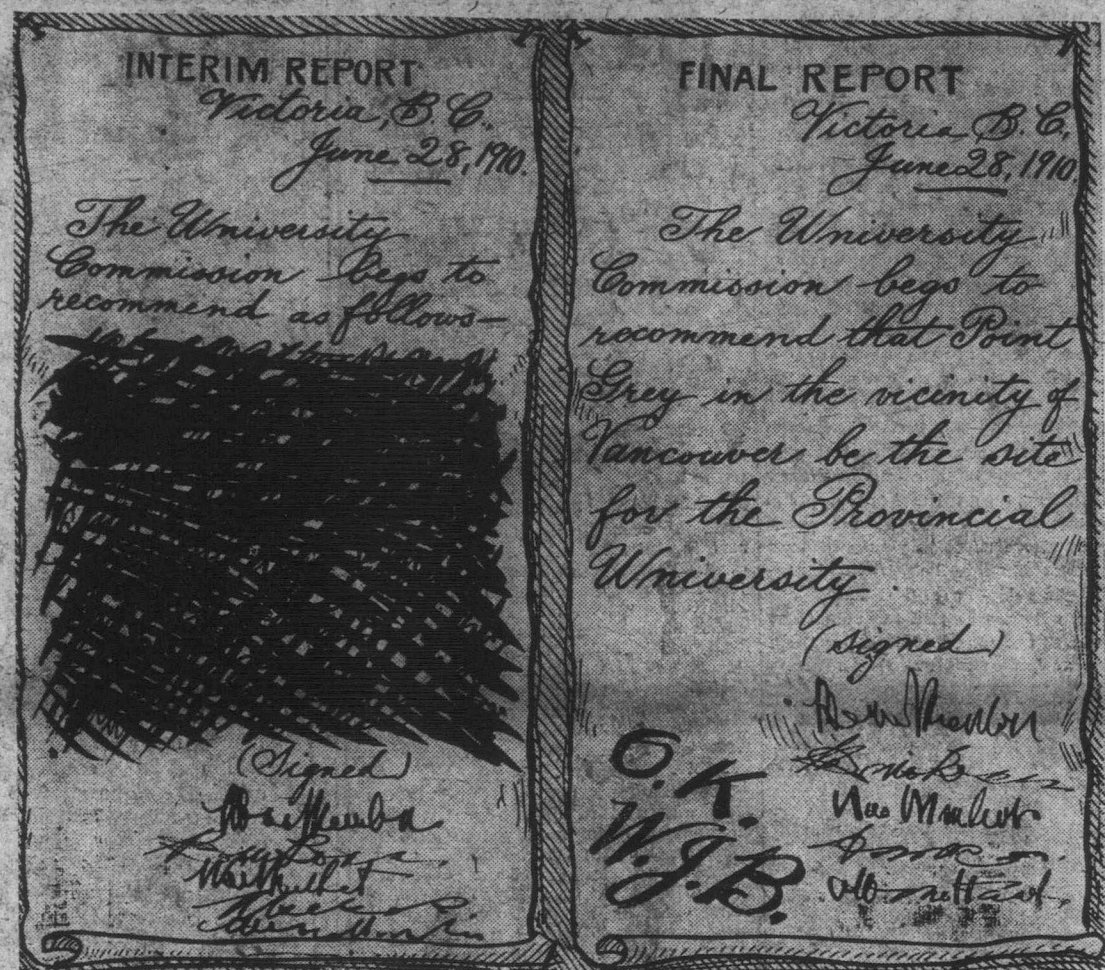 INTERIM REPORT
Victoria, B.C.
June 28, 1910.
The University
Commission begs to
recommend as follows—
(Signed)
FINAL REPORT
Victoria B.C.
June 28, 1910.
The University
Commission begs to
recommend that Point
Grey in the vicinity of
Vancouver be the site
for the Provincial
University
(signed)
O.K.
W.J.B.